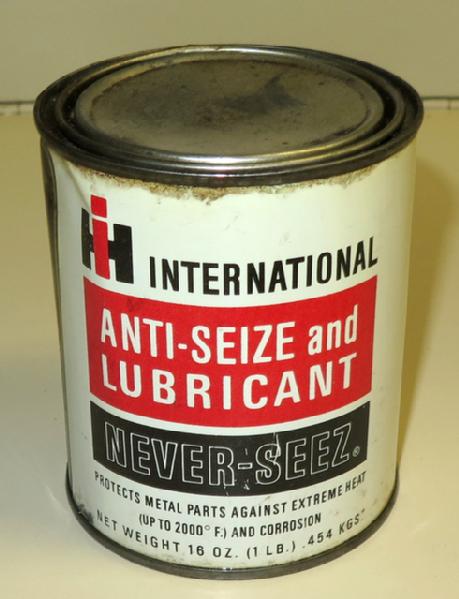 IH INTERNATIONAL
ANTI-SEIZE and
LUBRICANT
NEVER-SEEZ®
PROTECTS METAL PARTS AGAINST EXTREME HEAT
(UP TO 2000° F.) AND CORROSION
NET WEIGHT 16 OZ. (1 LB.) .454 KGS